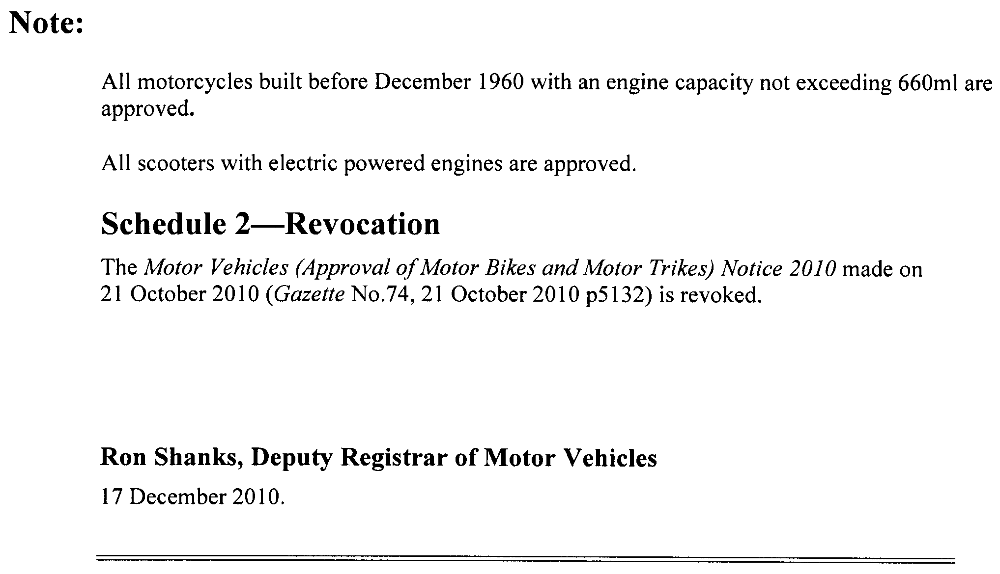 Note:
All motorcycles built before December 1960 with an engine capacity not exceeding 660ml are
approved.
All scooters with electric powered engines are approved.
Schedule 2—Revocation
The Motor Vehicles (Approval of Motor Bikes and Motor Trikes) Notice 2010 made on
21 October 2010 (Gazette No.74, 21 October 2010 p5132) is revoked.
Ron Shanks, Deputy Registrar of Motor Vehicles
17 December 2010.